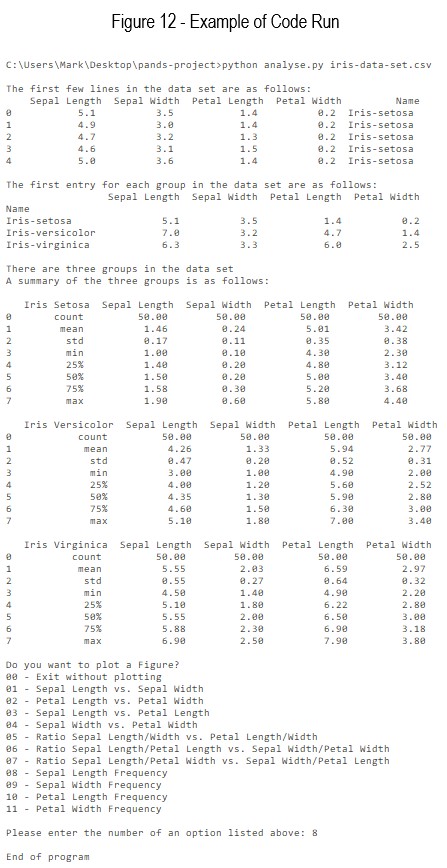 Figure 12 - Example of Code Run
C:\Users\Mark\Desktop\pands-project>python analyse.py iris-data-set.csv
The first few lines in the data set are as follows:
Sepal Length Sepal Width Petal Length Petal Width Name
0 5.1 3.5 1.4 0.2 Iris-setosa
1 4.9 3.0 1.4 0.2 Iris-setosa
2 4.7 3.2 1.3 0.2 Iris-setosa
3 4.6 3.1 1.5 0.2 Iris-setosa
4 5.0 3.6 1.4 0.2 Iris-setosa
The first entry for each group in the data set are as follows:
Sepal Length Sepal Width Petal Length Petal Width
Name
Iris-setosa 5.1 3.5 1.4 0.2
Iris-versicolor 7.0 3.2 4.7 1.4
Iris-virginica 6.3 3.3 6.0 2.5
There are three groups in the data set
A summary of the three groups is as follows:
Iris Setosa Sepal Length Sepal Width Petal Length Petal Width
0 count 50.00 50.00 50.00 50.00
1 mean 1.46 0.24 5.01 3.42
2 std 0.17 0.11 0.35 0.38
3 min 1.00 0.10 4.30 2.30
4 25% 1.40 0.20 4.80 3.12
5 50% 1.50 0.20 5.00 3.40
6 75% 1.58 0.30 5.20 3.68
7 max 1.90 0.60 5.80 4.40
Iris Versicolor Sepal Length Sepal Width Petal Length Petal Width
0 count 50.00 50.00 50.00 50.00
1 mean 4.26 1.33 5.94 2.77
2 std 0.47 0.20 0.52 0.31
3 min 3.00 1.00 4.90 2.00
4 25% 4.00 1.20 5.60 2.52
5 50% 4.35 1.30 5.90 2.80
6 75% 4.60 1.50 6.30 3.00
7 max 5.10 1.80 7.00 3.40
Iris Virginica Sepal Length Sepal Width Petal Length Petal Width
0 count 50.00 50.00 50.00 50.00
1 mean 5.55 2.03 6.59 2.97
2 std 0.55 0.27 0.64 0.32
3 min 4.50 1.40 4.90 2.20
4 25% 5.10 1.80 6.22 2.80
5 50% 5.55 2.00 6.50 3.00
6 75% 5.88 2.30 6.90 3.18
7 max 6.90 2.50 7.90 3.80
Do you want to plot a Figure?
00 - Exit without plotting
01 - Sepal Length vs. Sepal Width
02 - Petal Length vs. Petal Width
03 - Sepal Length vs. Petal Length
04 - Sepal Width vs. Petal Width
05 - Ratio Sepal Length/Width vs. Petal Length/Width
06 - Ratio Sepal Length/Petal Length vs. Sepal Width/Petal Width
07 - Ratio Sepal Length/Petal Width vs. Sepal Width/Petal Length
08 - Sepal Length Frequency
09 - Sepal Width Frequency
10 - Petal Length Frequency
11 - Petal Width Frequency
Please enter the number of an option listed above: 8
End of program